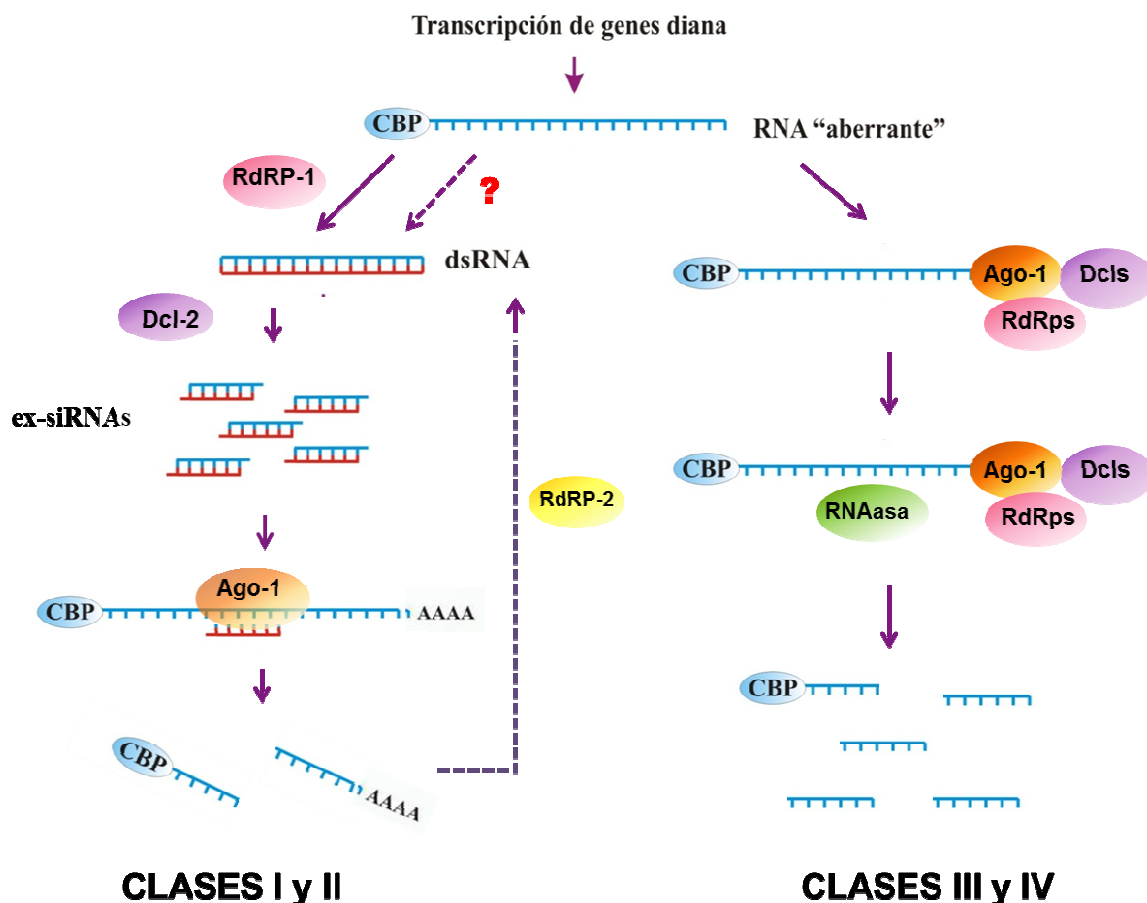 Transcripción de genes diana
CBP
RNA “aberrante”
RdRP-1
?
dsRNA
Dcl-2
ex-siRNAs
Ago-1
CBP
AAAA
CBP
AAAA
RdRP-2
CLASES I y II
CBP
Ago-1
Dcls
RdRps
CBP
Ago-1
Dcls
RNAasa
RdRps
CBP
CLASES III y IV